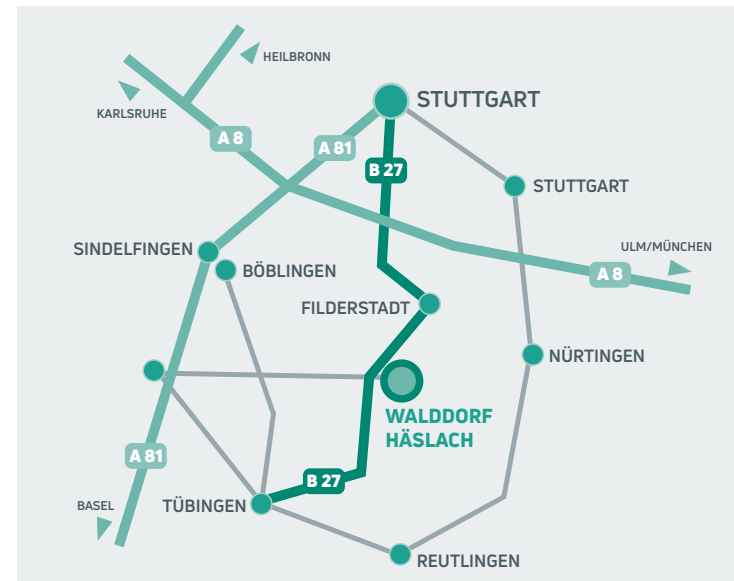 HEILBRONN
KARLSRUHE
STUTTGART
A 8
A 81
B 27
STUTTGART
SINDELFINGEN
ULM/MÜNCHEN
BÖBLINGEN
A 8
FILDERSTADT
NÜRTINGEN
WALDDORF
HÄSLACH
A 81
B 27
BASEL
TÜBINGEN
REUTLINGEN